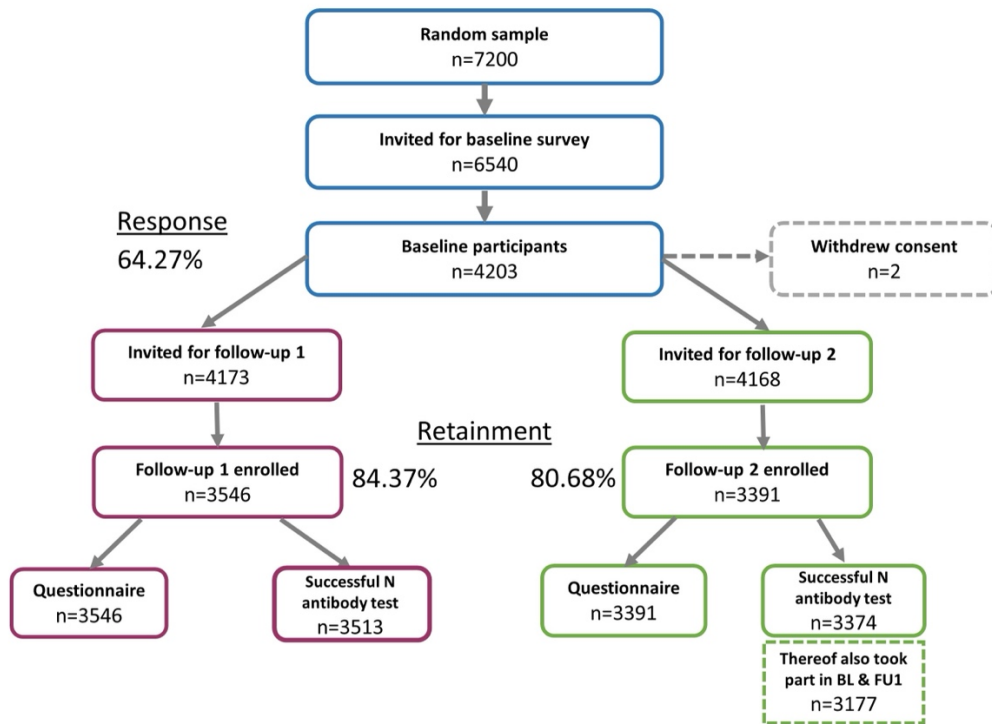 Random sample
n=7200
Invited for baseline survey
n=6540
Response
64.27%
Baseline participants
n=4203
Withdrew consent
n=2
Invited for follow-up 1
n=4173
Invited for follow-up 2
n=4168
Retainment
Follow-up 1 enrolled
n=3546
84.37%
80.68%
Follow-up 2 enrolled
n=3391
Questionnaire
n=3546
Successful N
antibody test
n=3513
Questionnaire
n=3391
Successful N
antibody test
n=3374
Thereof also took
part in BL & FU1
n=3177